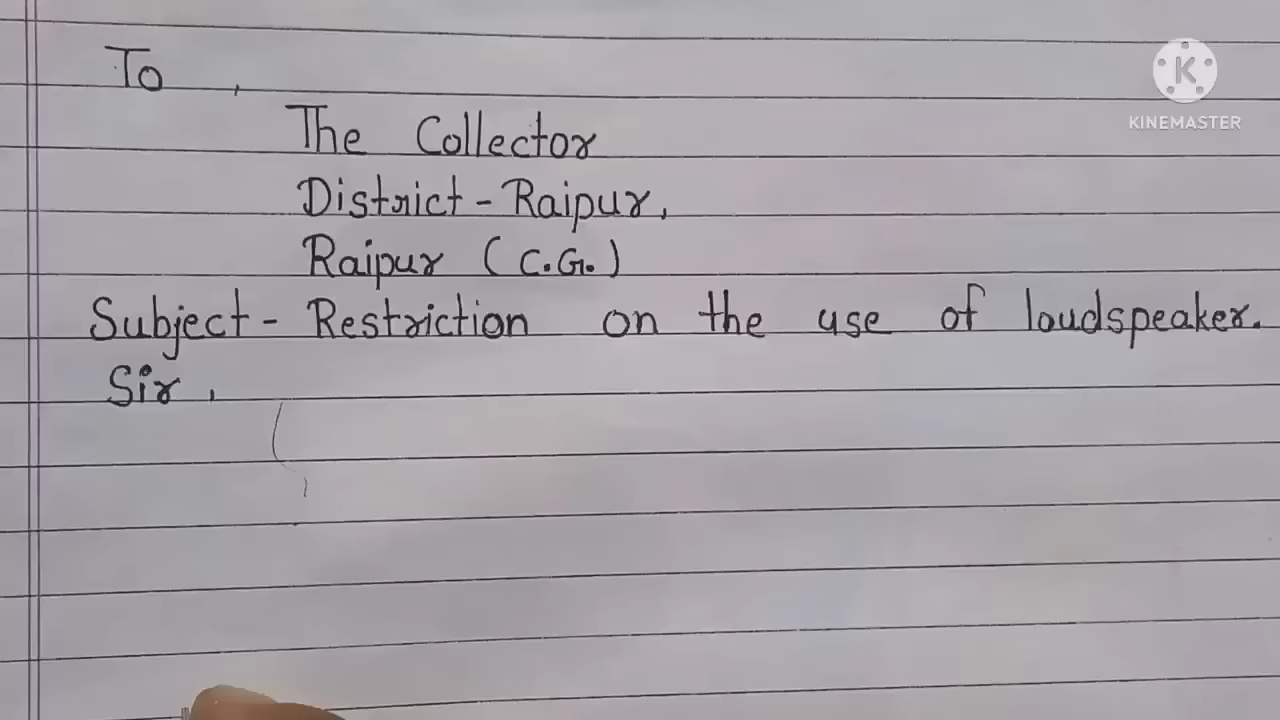 To ,
The Collector
District - Raipur,
Raipur (C.G.)
Subject - Restriction on the use of loudspeaker.
Sir ,
K
KINEMASTER